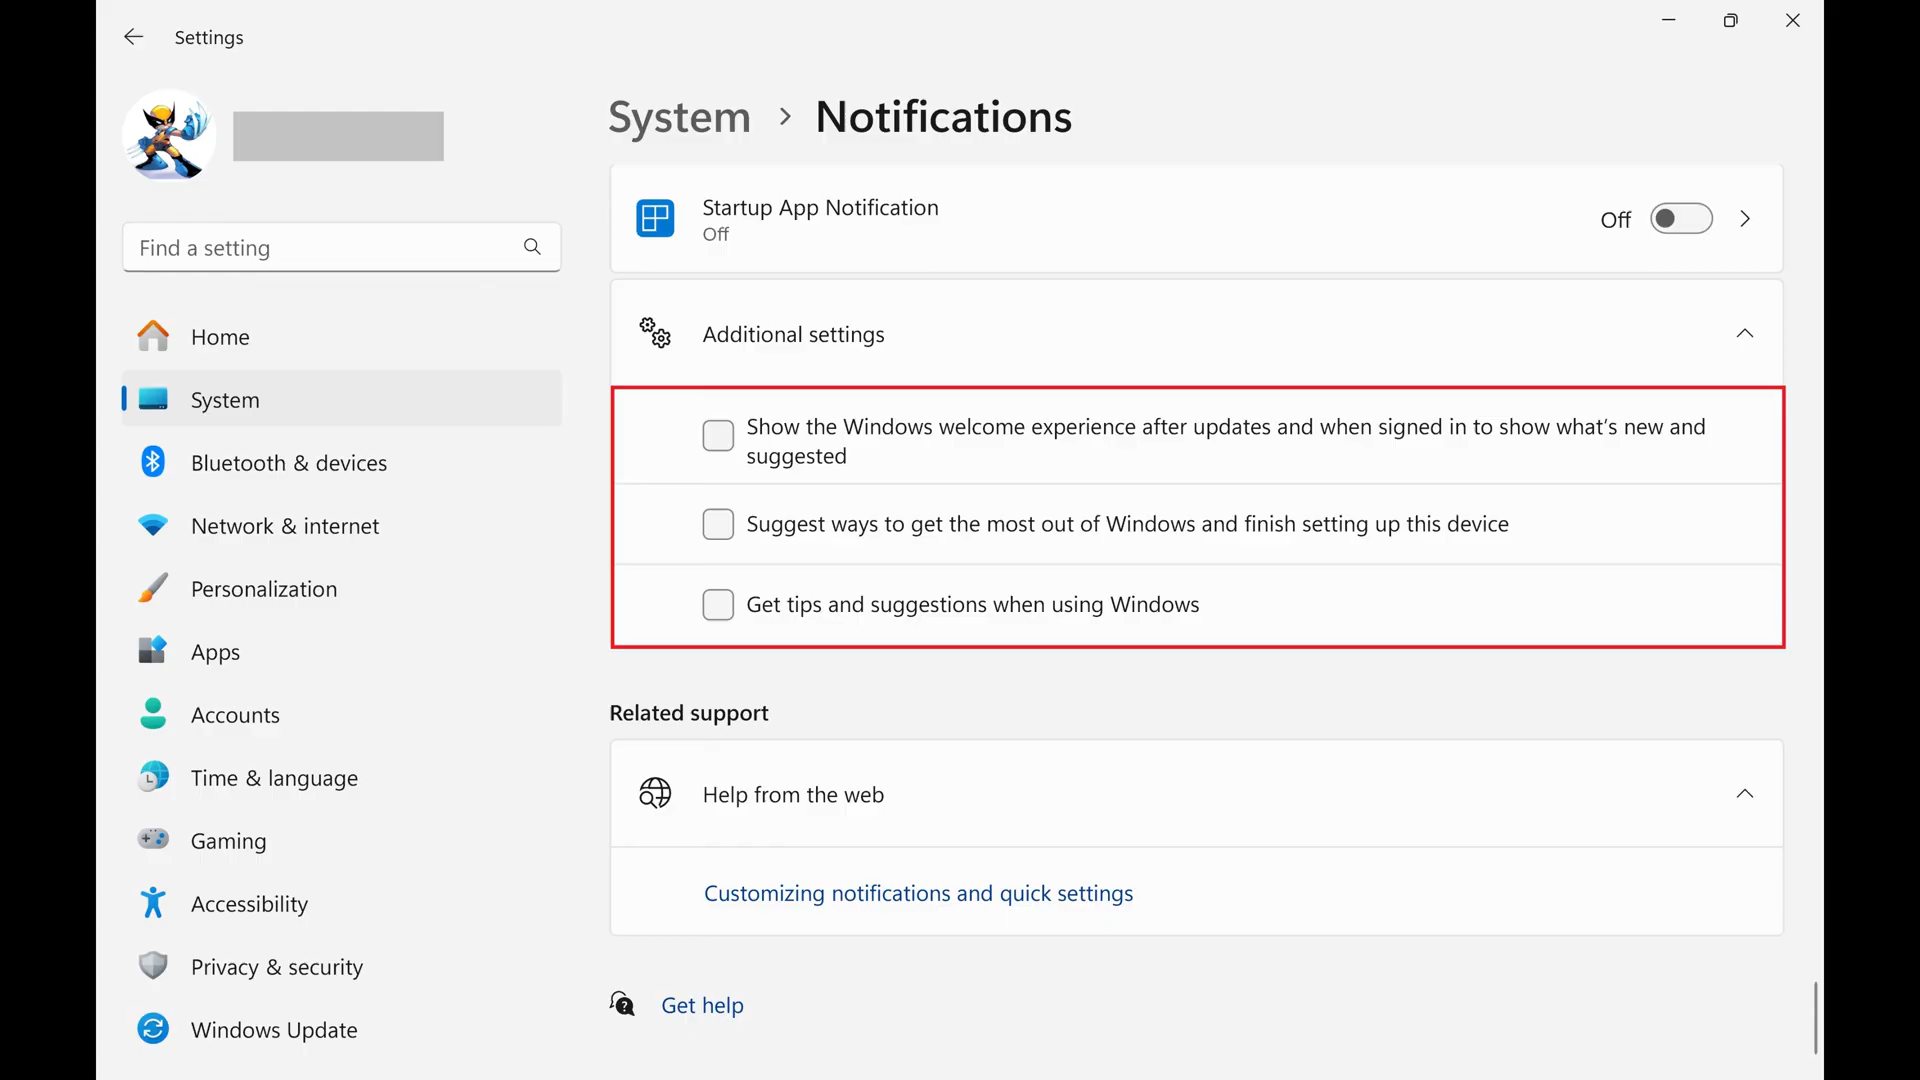 Settings
Find a setting
Home
System
Bluetooth & devices
Network & internet
Personalization
Apps
Accounts
Time & language
Gaming
Accessibility
Privacy & security
Windows Update
System > Notifications
Startup App Notification
Off
Off
Additional settings
Show the Windows welcome experience after updates and when signed in to show what's new and
suggested
Suggest ways to get the most out of Windows and finish setting up this device
Get tips and suggestions when using Windows
Related support
Help from the web
Customizing notifications and quick settings
Get help